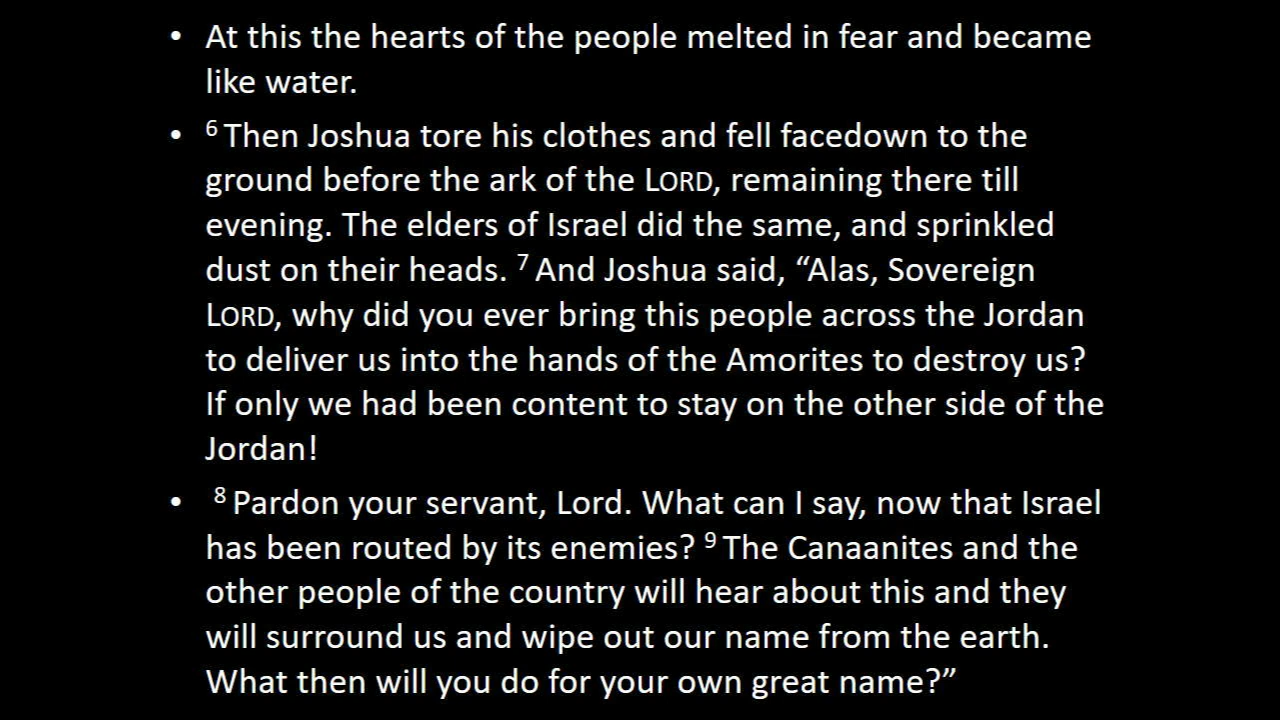 • At this the hearts of the people melted in fear and became
like water.
• 6 Then Joshua tore his clothes and fell facedown to the
ground before the ark of the LORD, remaining there till
evening. The elders of Israel did the same, and sprinkled
dust on their heads. 7 And Joshua said, “Alas, Sovereign
LORD, why did you ever bring this people across the Jordan
to deliver us into the hands of the Amorites to destroy us?
If only we had been content to stay on the other side of the
Jordan!
• 8 Pardon your servant, Lord. What can I say, now that Israel
has been routed by its enemies? 9 The Canaanites and the
other people of the country will hear about this and they
will surround us and wipe out our name from the earth.
What then will you do for your own great name?”